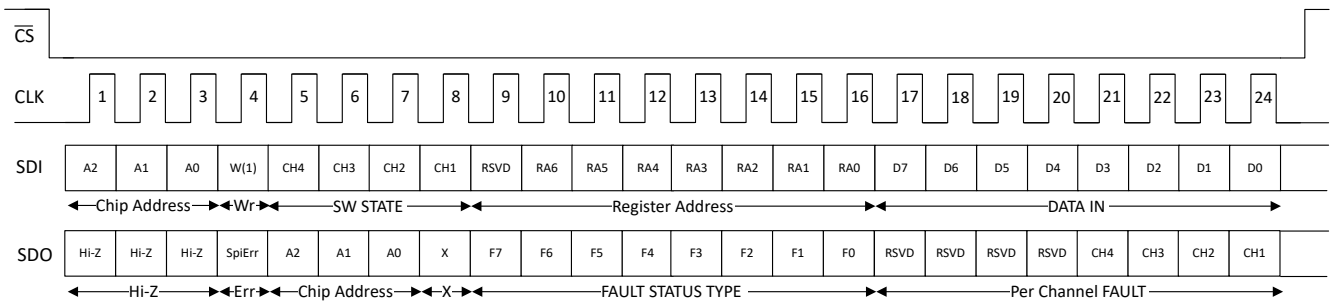 CS
CLK 1 2 3 4 5 6 7 8 9 10 11 12 13 14 15 16 17 18 19 20 21 22 23 24
SDI A2 A1 A0 W(1) CH4 CH3 CH2 CH1 RSVD RA6 RA5 RA4 RA3 RA2 RA1 RA0 D7 D6 D5 D4 D3 D2 D1 D0
Chip Address Wr SW STATE Register Address DATA IN
SDO Hi-Z Hi-Z Hi-Z SpiErr A2 A1 A0 X F7 F6 F5 F4 F3 F2 F1 F0 RSVD RSVD RSVD RSVD CH4 CH3 CH2 CH1
Hi-Z Err Chip Address X FAULT STATUS TYPE Per Channel FAULT